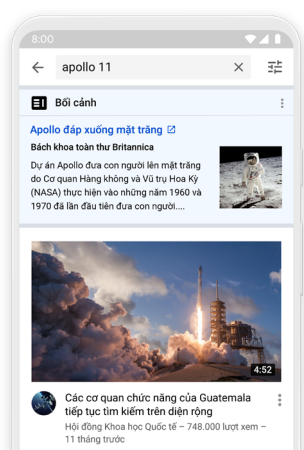 8:00
apollo 11
Bối cảnh
Apollo đáp xuống mặt trăng
Bách khoa toàn thư Britannica
Dự án Apollo đưa con người lên mặt trăng
do Cơ quan Hàng không và Vũ trụ Hoa Kỳ
(NASA) thực hiện vào những năm 1960 và
1970 đã lần đầu tiên đưa con người....
4:52
Các cơ quan chức năng của Guatemala
tiếp tục tìm kiếm trên diện rộng
Hội đồng Khoa học Quốc tế – 748.000 lượt xem –
11 tháng trước